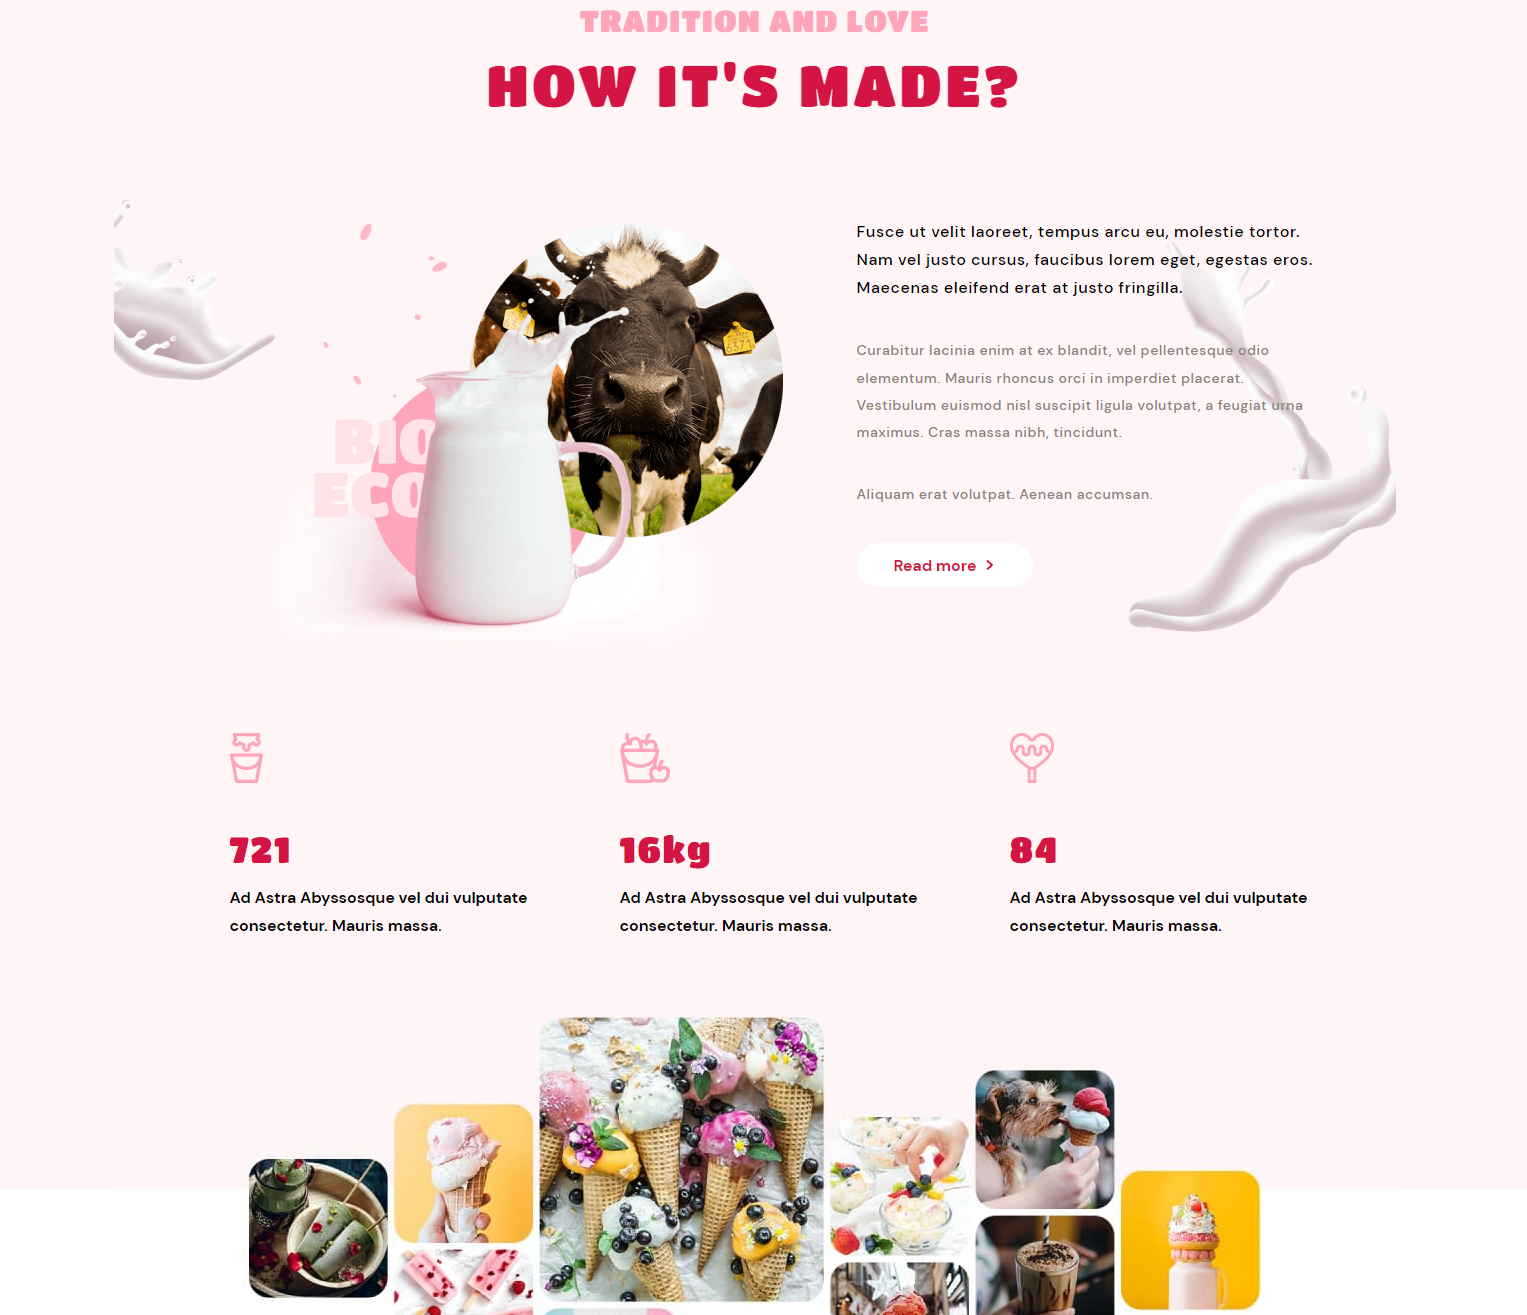 TRADITION AND LOVE
HOW IT'S MADE?
BIO
ECO
6371
Fusce ut velit laoreet, tempus arcu eu, molestie tortor.
Nam vel justo cursus, faucibus lorem eget, egestas eros.
Maecenas eleifend erat at justo fringilla.
Curabitur lacinia enim at ex blandit, vel pellentesque odio
elementum. Mauris rhoncus orci in imperdiet placerat.
Vestibulum euismod nisl suscipit ligula volutpat, a feugiat urna
maximus. Cras massa nibh, tincidunt.
Aliquam erat volutpat. Aenean accumsan.
Read more
721
Ad Astra Abyssosque vel dui vulputate
consectetur. Mauris massa.
16kg
Ad Astra Abyssosque vel dui vulputate
consectetur. Mauris massa.
84
Ad Astra Abyssosque vel dui vulputate
consectetur. Mauris massa.